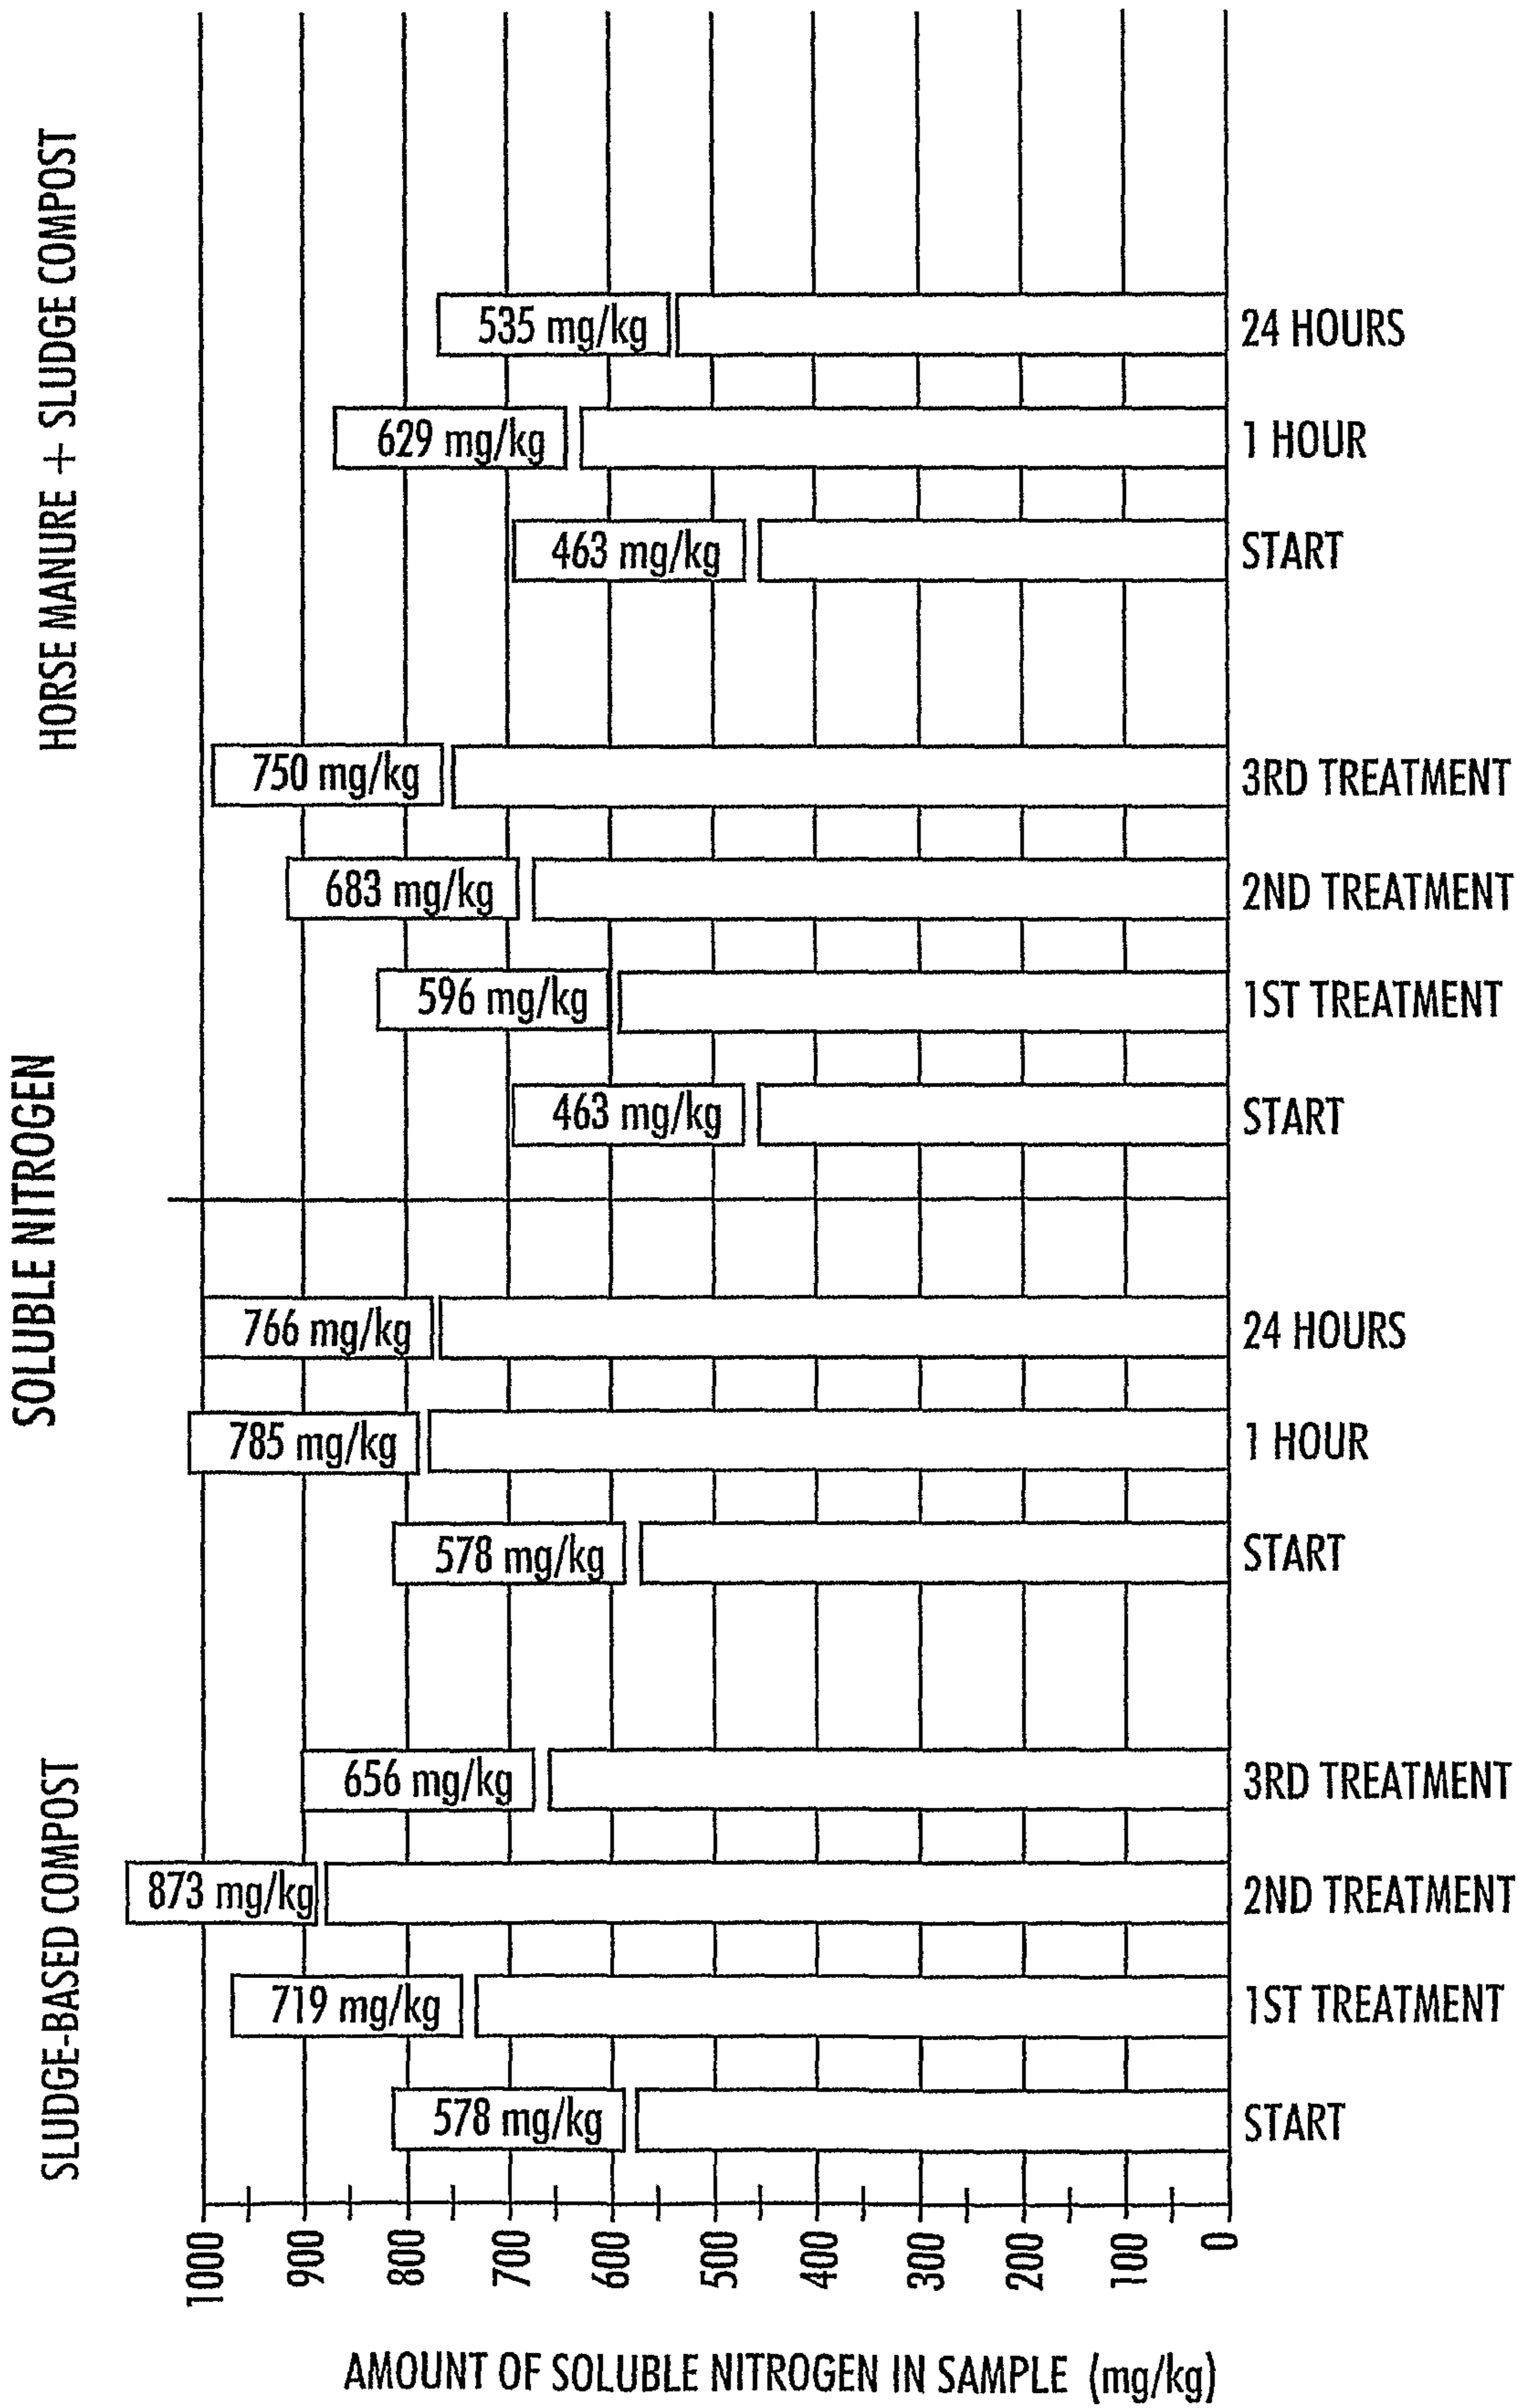 HORSE MANURE + SLUDGE COMPOST
SOLUBLE NITROGEN
SLUDGE-BASED COMPOST
535 mg/kg
24 HOURS
629 mg/kg
1 HOUR
463 mg/kg
START
750 mg/kg
3RD TREATMENT
683 mg/kg
2ND TREATMENT
596 mg/kg
1ST TREATMENT
463 mg/kg
START
766 mg/kg
24 HOURS
785 mg/kg
1 HOUR
578 mg/kg
START
656 mg/kg
3RD TREATMENT
873 mg/kg
2ND TREATMENT
719 mg/kg
1ST TREATMENT
578 mg/kg
START
1000
900
800
700
600
500
400
300
200
100
0
AMOUNT OF SOLUBLE NITROGEN IN SAMPLE (mg/kg)